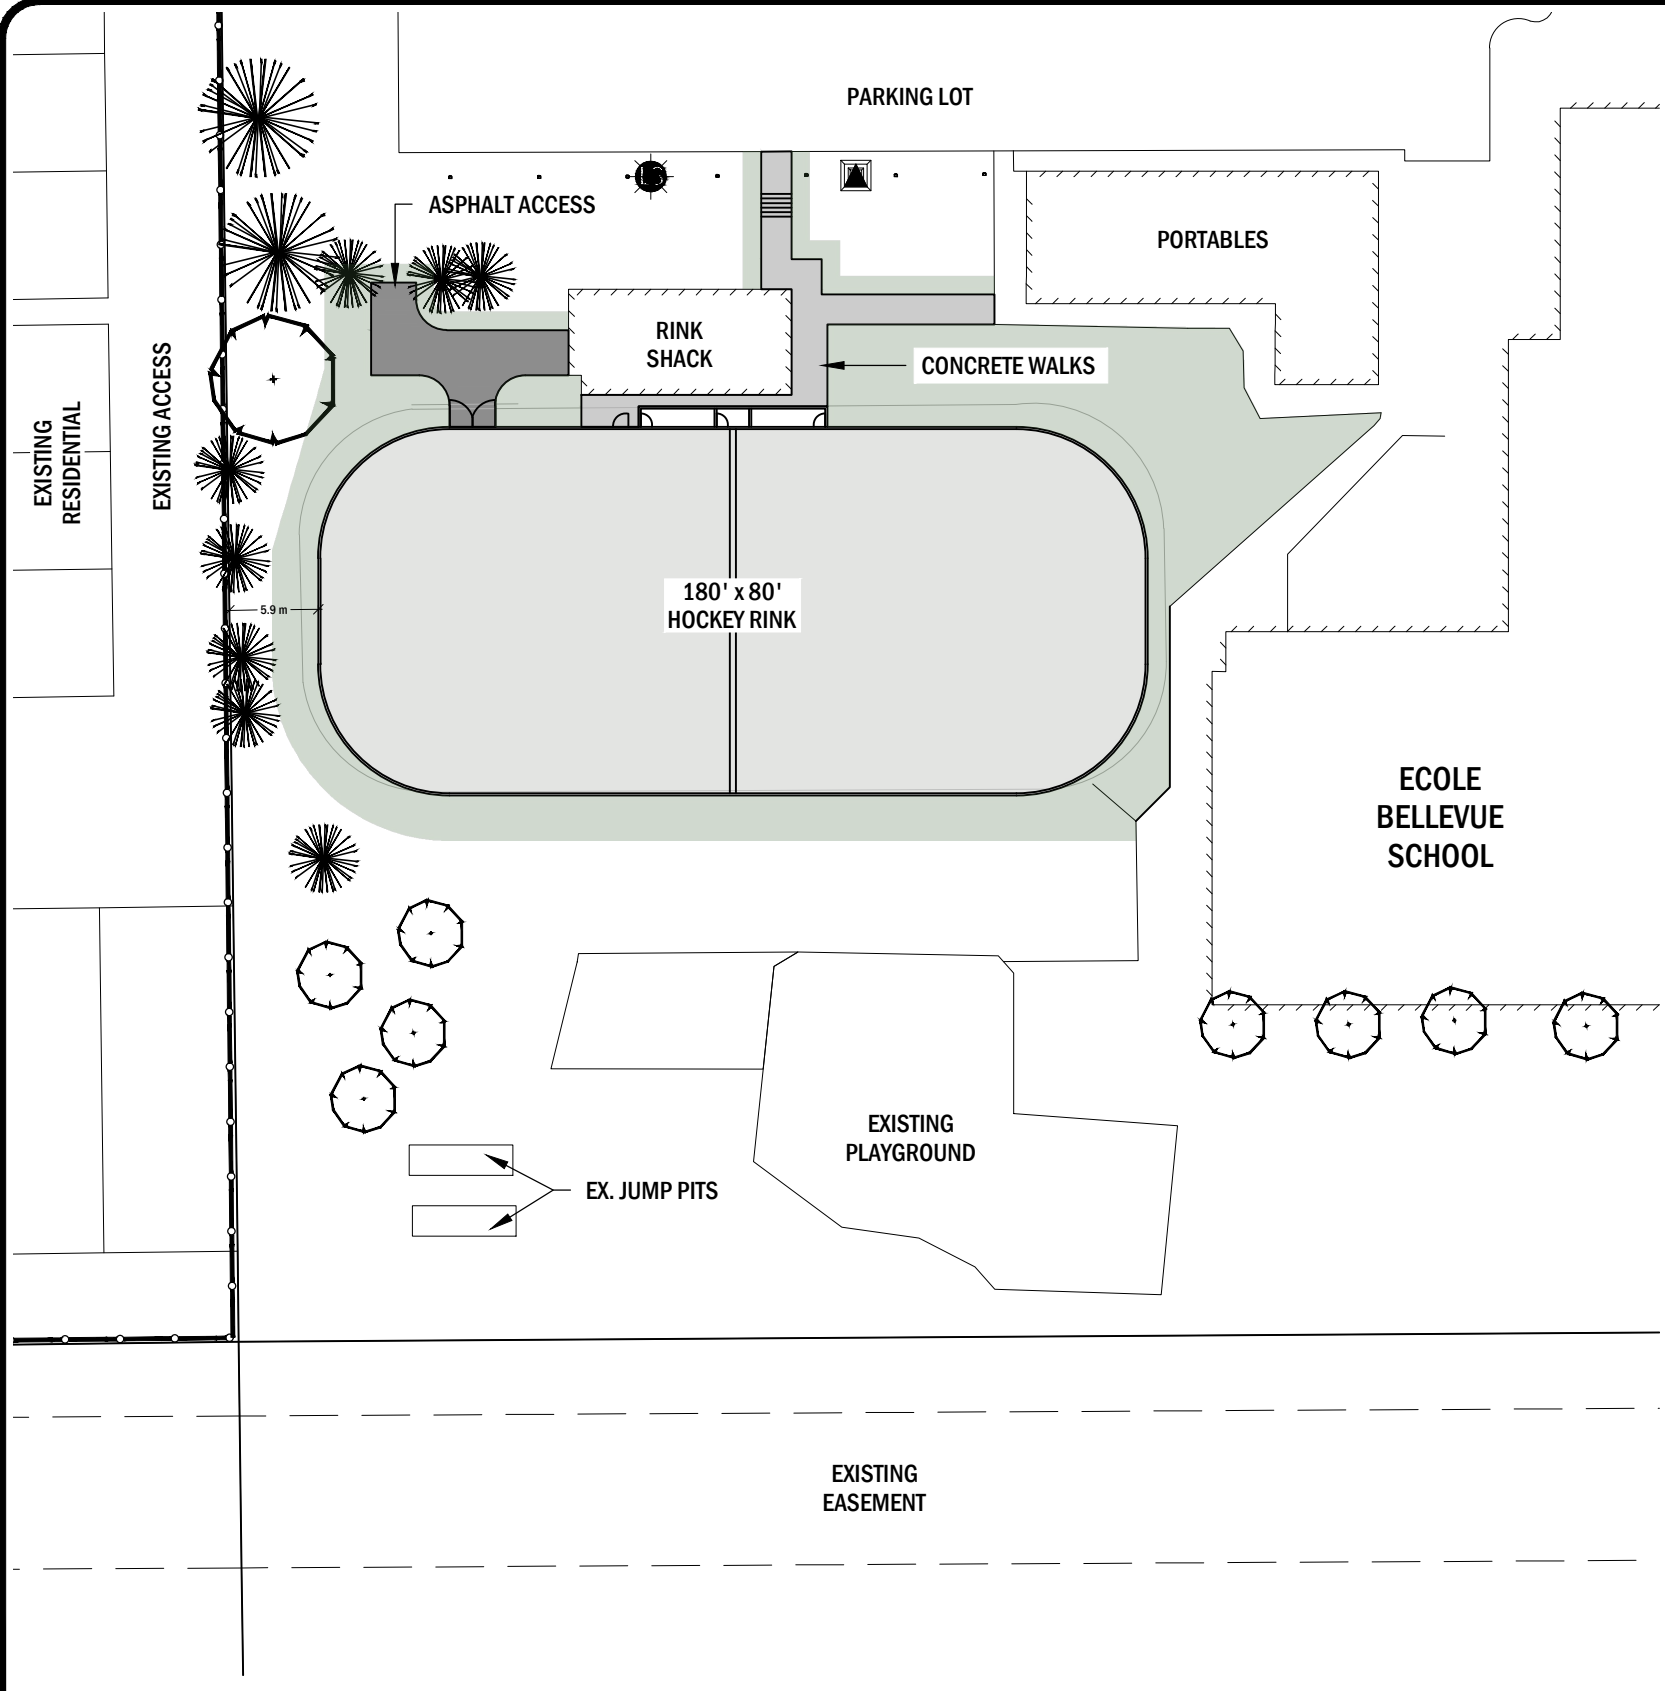 PARKING LOT
ASPHALT ACCESS
PORTABLES
RINK
SHACK
CONCRETE WALKS
EXISTING
RESIDENTIAL
EXISTING ACCESS
180' x 80'
HOCKEY RINK
5.9 m
ECOLE
BELLEVUE
SCHOOL
EXISTING
PLAYGROUND
EX. JUMP PITS
EXISTING
EASEMENT